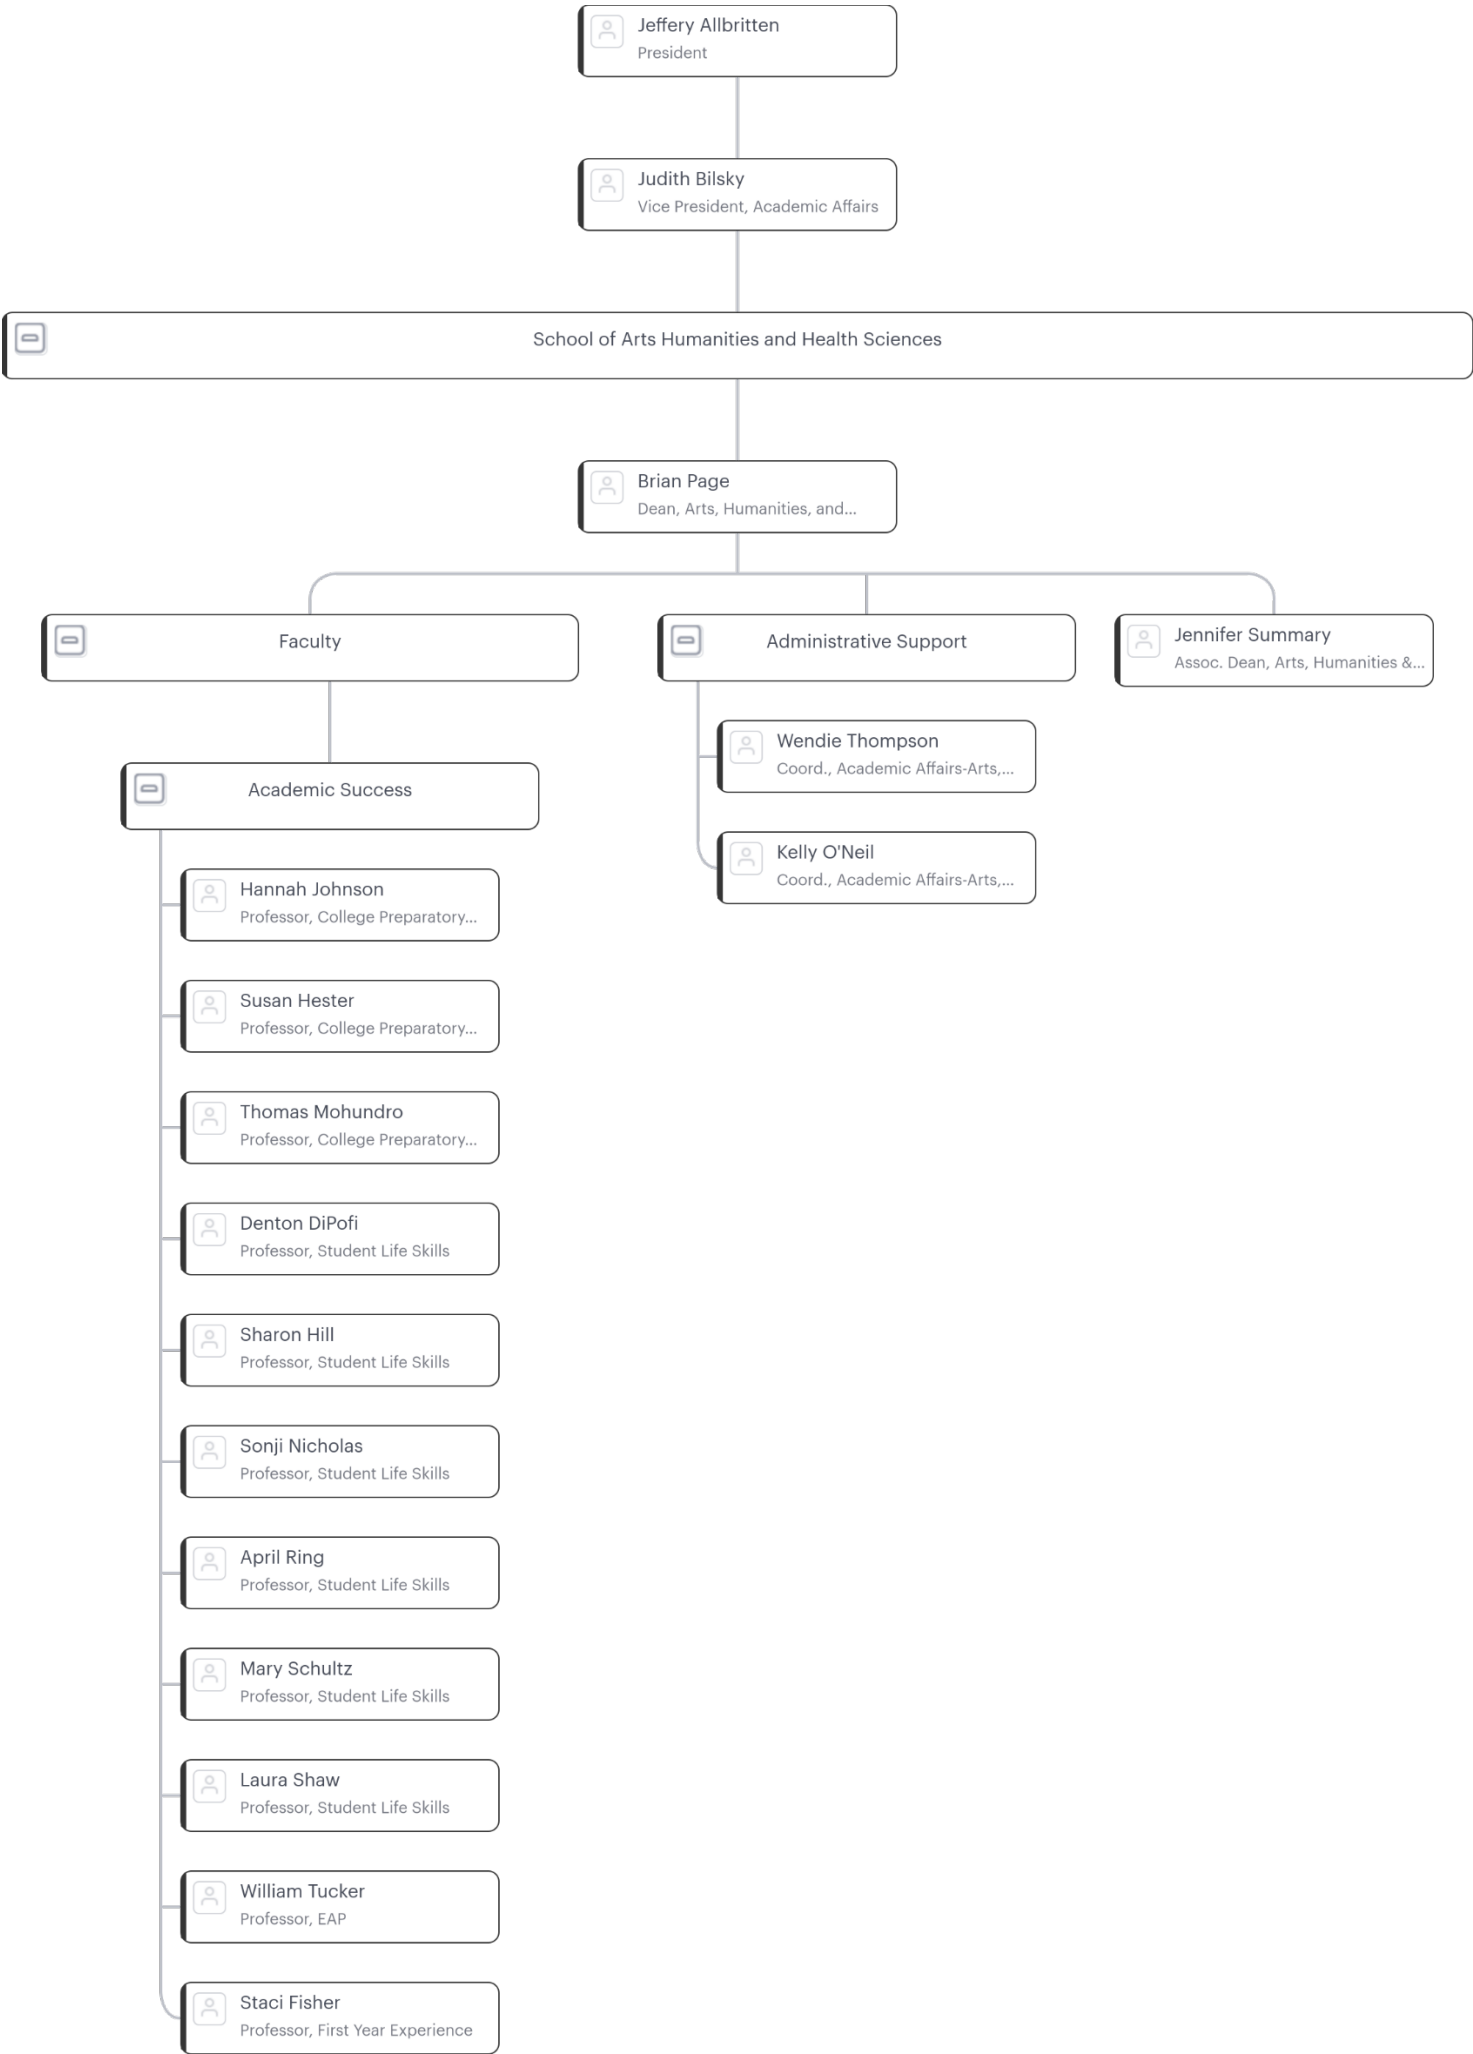 Jeffery Allbritten
President
Judith Bilsky
Vice President, Academic Affairs
School of Arts Humanities and Health Sciences
Brian Page
Dean, Arts, Humanities, and...
Faculty
Administrative Support
Jennifer Summary
Assoc. Dean, Arts, Humanities &...
Wendie Thompson
Coord., Academic Affairs-Arts,...
Kelly O'Neil
Coord., Academic Affairs-Arts,...
Academic Success
Hannah Johnson
Professor, College Preparatory...
Susan Hester
Professor, College Preparatory...
Thomas Mohundro
Professor, College Preparatory...
Denton DiPofi
Professor, Student Life Skills
Sharon Hill
Professor, Student Life Skills
Sonji Nicholas
Professor, Student Life Skills
April Ring
Professor, Student Life Skills
Mary Schultz
Professor, Student Life Skills
Laura Shaw
Professor, Student Life Skills
William Tucker
Professor, EAP
Staci Fisher
Professor, First Year Experience